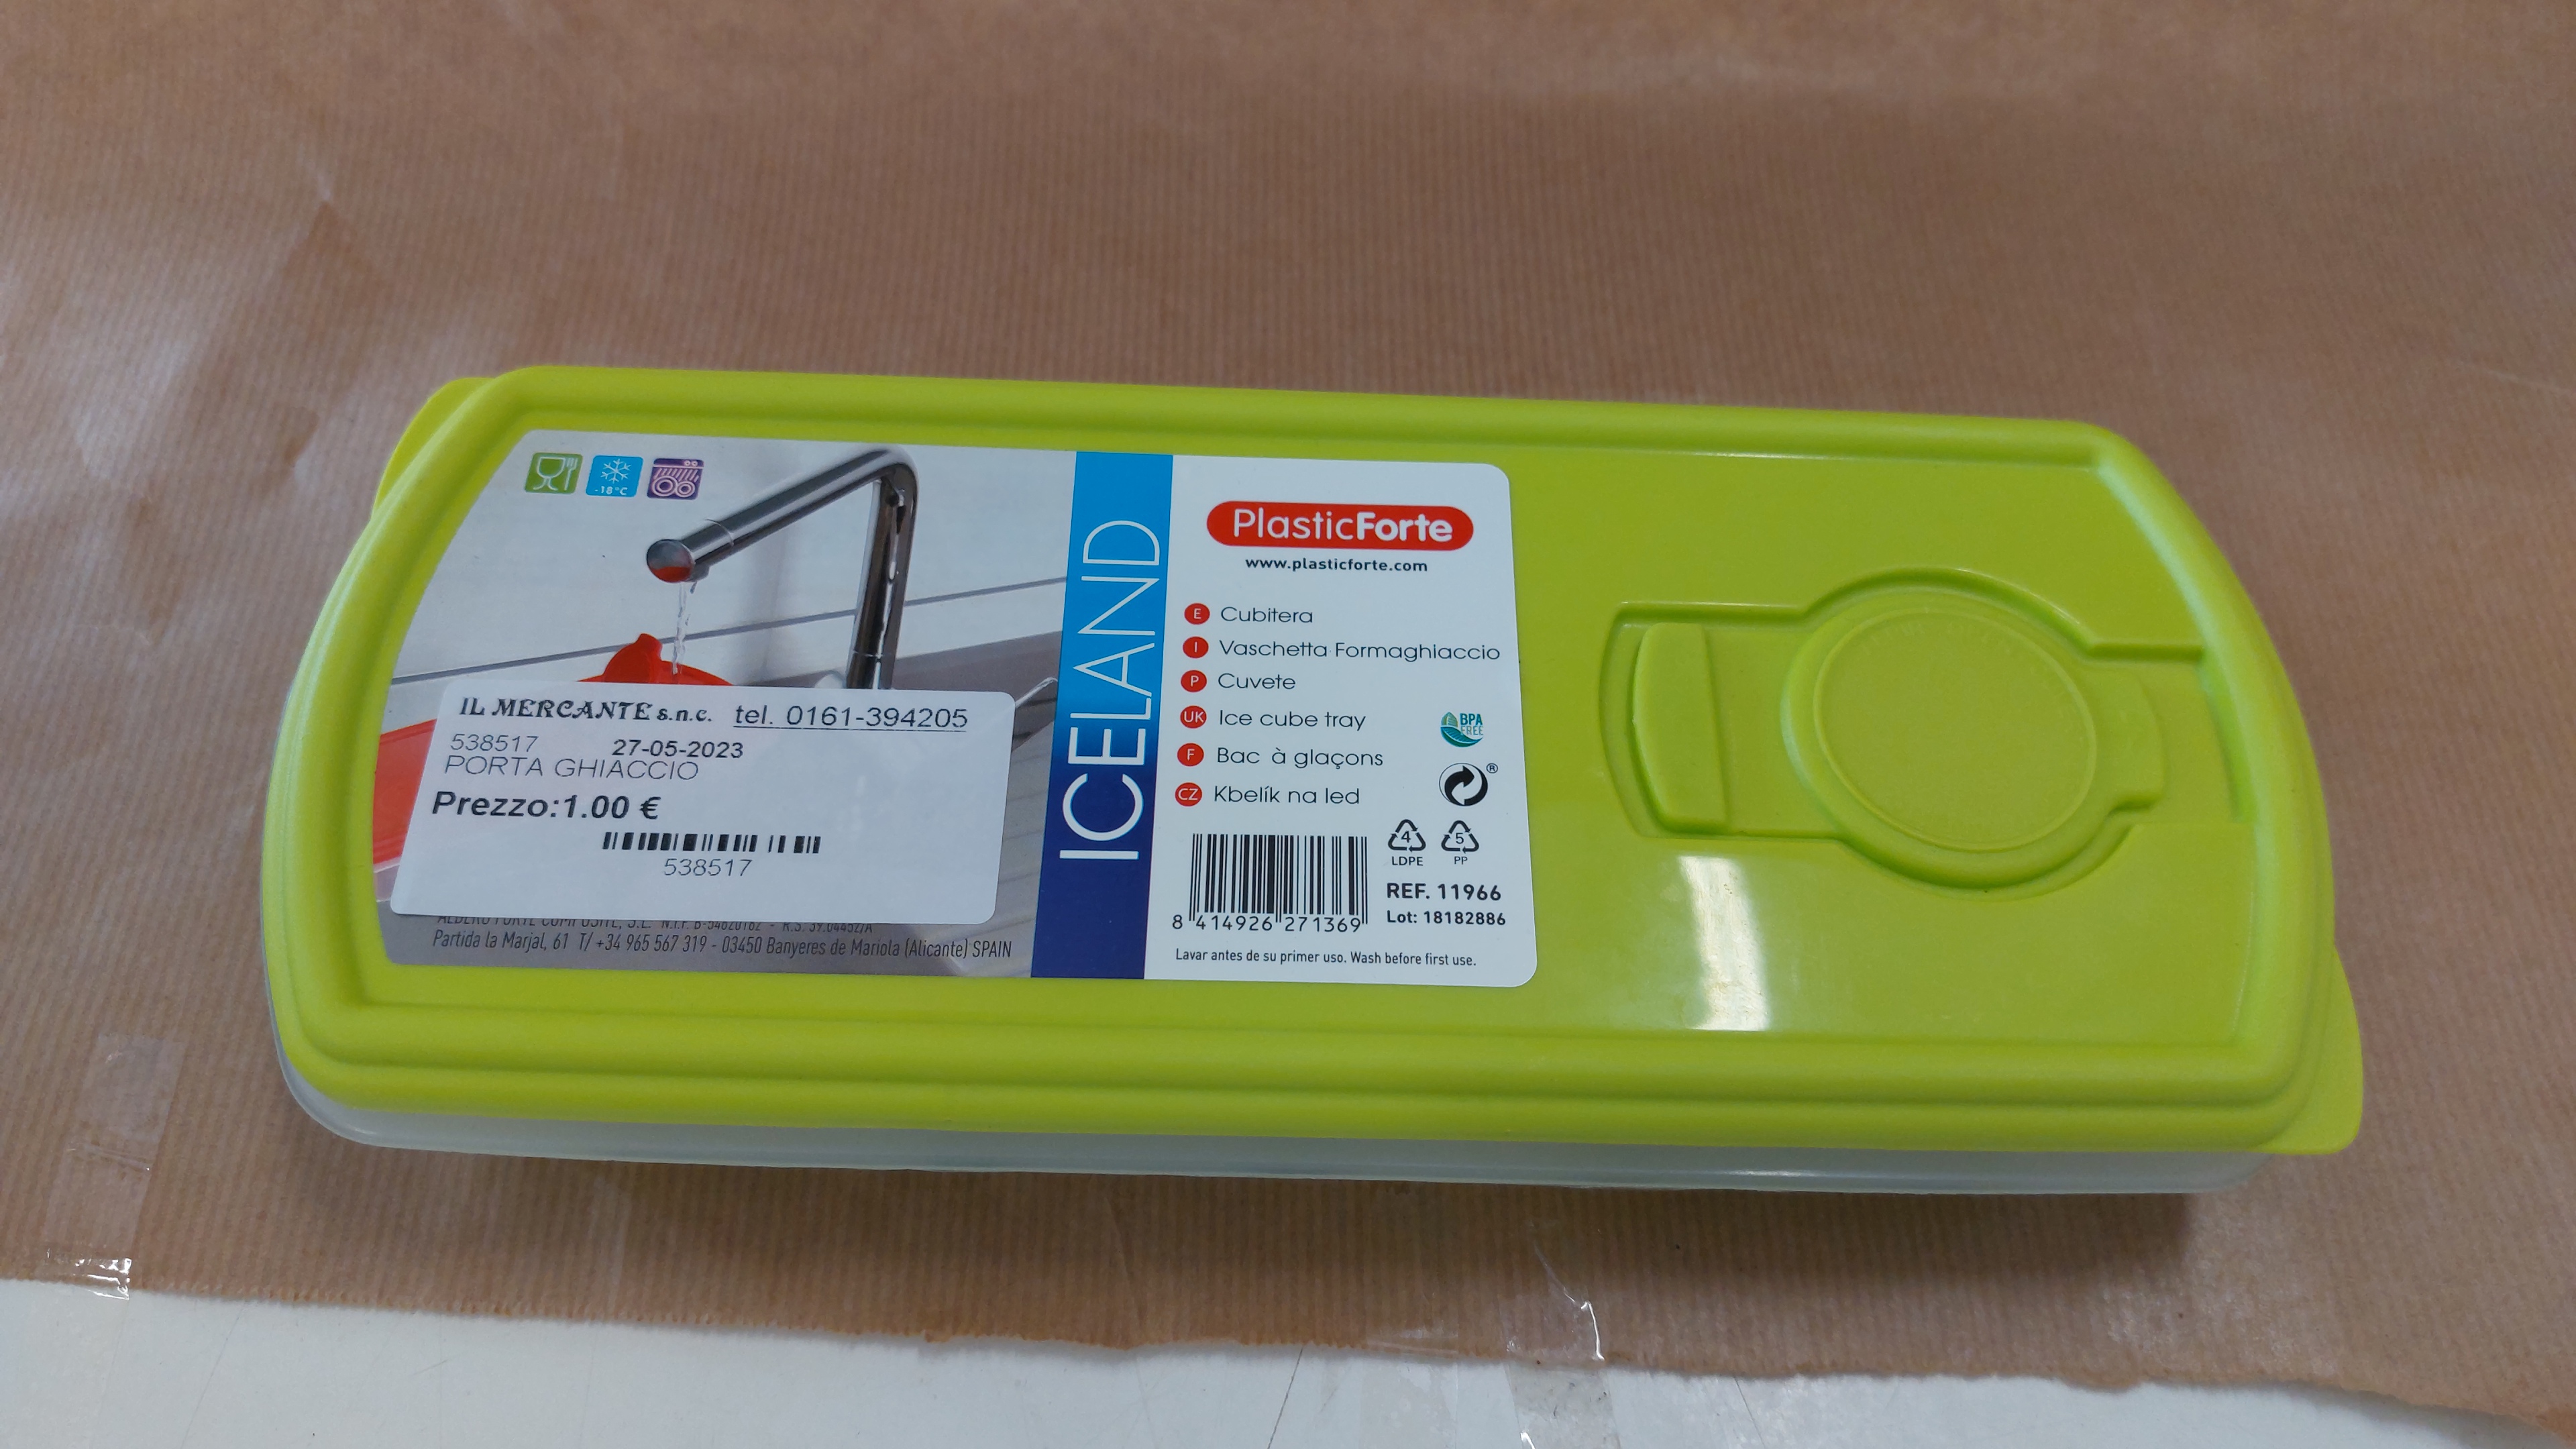 -18°C
IL MERCANTE s.n.c. tel. 0161-394205
538517 27-05-2023
PORTA GHIACCIO
Prezzo:1.00 €
538517
Partida la Marjal, 61 T/ +34 965 567 319 - 03450 Banyeres de Mariola (Alicante) SPAIN
ICELAND
PlasticForte
www.plasticforte.com
E Cubitera
I Vaschetta Formaghiaccio
P Cuvete
UK Ice cube tray
F Bac à glaçons
CZ Kbelík na led
BPA
FREE
®
4
LDPE
5
PP
REF. 11966
Lot: 18182886
8 414926 271369
Lavar antes de su primer uso. Wash before first use.